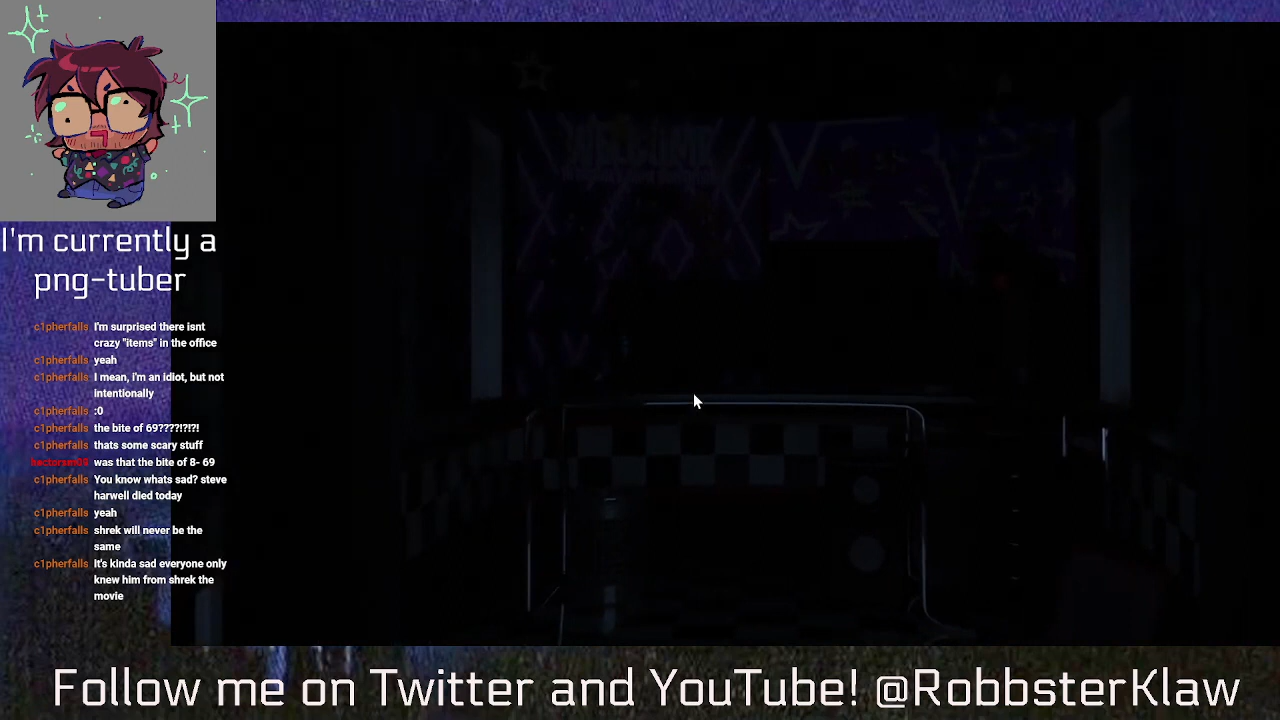 I'm currently a
png-tuber
c1pherfalls I'm surprised there isnt
crazy "items" in the office
c1pherfalls yeah
c1pherfalls I mean, i'm an idiot, but not
intentionally
c1pherfalls :0
c1pherfalls the bite of 69????!?!?!
c1pherfalls thats some scary stuff
was that the bite of 8- 69
c1pherfalls You know whats sad? steve
harwell died today
c1pherfalls yeah
c1pherfalls shrek will never be the
same
c1pherfalls It's kinda sad everyone only
knew him from shrek the
movie
Follow me on Twitter and YouTube! @RobbsterKlaw